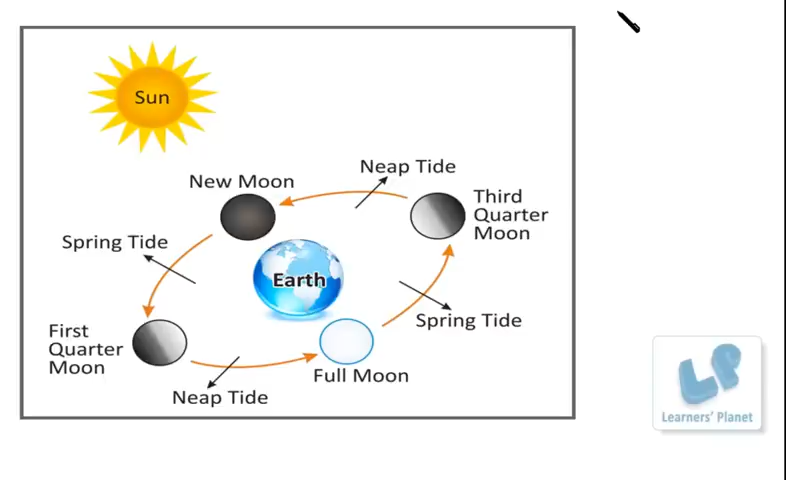 Sun
Neap Tide
New Moon
Third
Quarter
Moon
Spring Tide
Earth
Spring Tide
First
Quarter
Moon
Full Moon
Neap Tide
LP
Learners' Planet